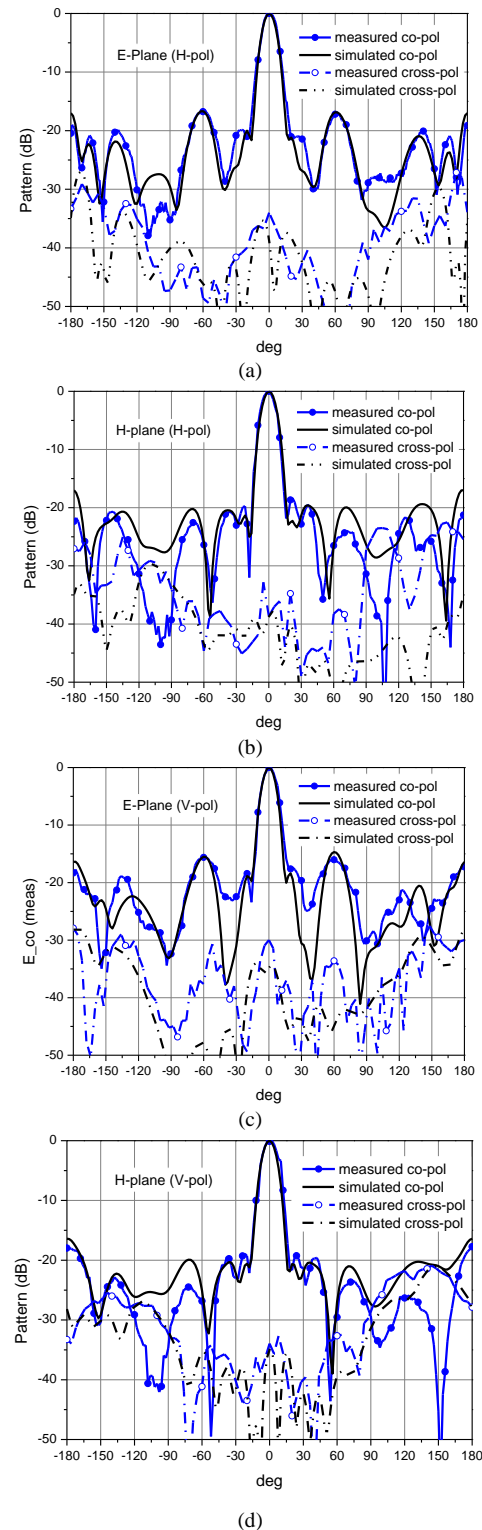 0
-10
-20
-30
-40
-50
Pattern (dB)
E-Plane (H-pol)
measured co-pol
simulated co-pol
measured cross-pol
simulated cross-pol
-180 -150 -120 -90 -60 -30 0 30 60 90 120 150 180
deg
(a)
0
-10
-20
-30
-40
-50
Pattern (dB)
H-plane (H-pol)
measured co-pol
simulated co-pol
measured cross-pol
simulated cross-pol
-180 -150 -120 -90 -60 -30 0 30 60 90 120 150 180
deg
(b)
0
-10
-20
-30
-40
-50
E_co (meas)
E-Plane (V-pol)
measured co-pol
simulated co-pol
measured cross-pol
simulated cross-pol
-180 -150 -120 -90 -60 -30 0 30 60 90 120 150 180
deg
(c)
0
-10
-20
-30
-40
-50
Pattern (dB)
H-plane (V-pol)
measured co-pol
simulated co-pol
measured cross-pol
simulated cross-pol
-180 -150 -120 -90 -60 -30 0 30 60 90 120 150 180
deg
(d)